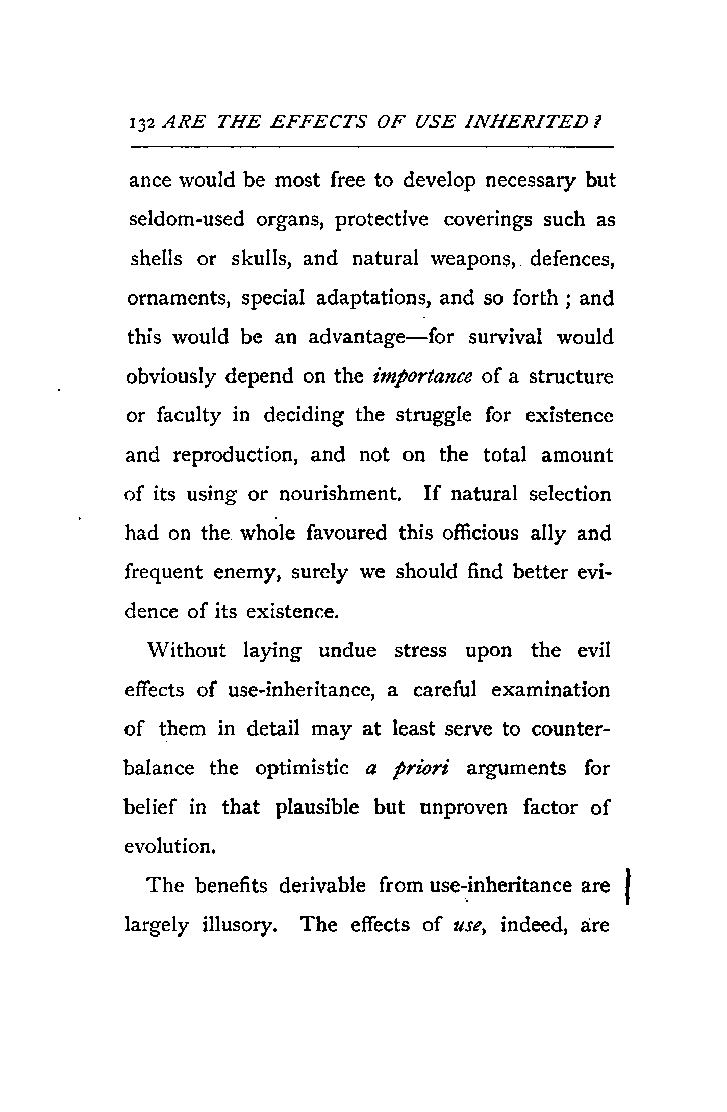 132 ARE THE EFFECTS OF USE INHERITED?
ance would be most free to develop necessary but
seldom-used organs, protective coverings such as
shells or skulls, and natural weapons, defences,
ornaments, special adaptations, and so forth ; and
this would be an advantage—for survival would
obviously depend on the importance of a structure
or faculty in deciding the struggle for existence
and reproduction, and not on the total amount
of its using or nourishment. If natural selection
had on the whole favoured this officious ally and
frequent enemy, surely we should find better evi-
dence of its existence.
Without laying undue stress upon the evil
effects of use-inheritance, a careful examination
of them in detail may at least serve to counter-
balance the optimistic a priori arguments for
belief in that plausible but unproven factor of
evolution.
The benefits derivable from use-inheritance are
largely illusory. The effects of use, indeed, are